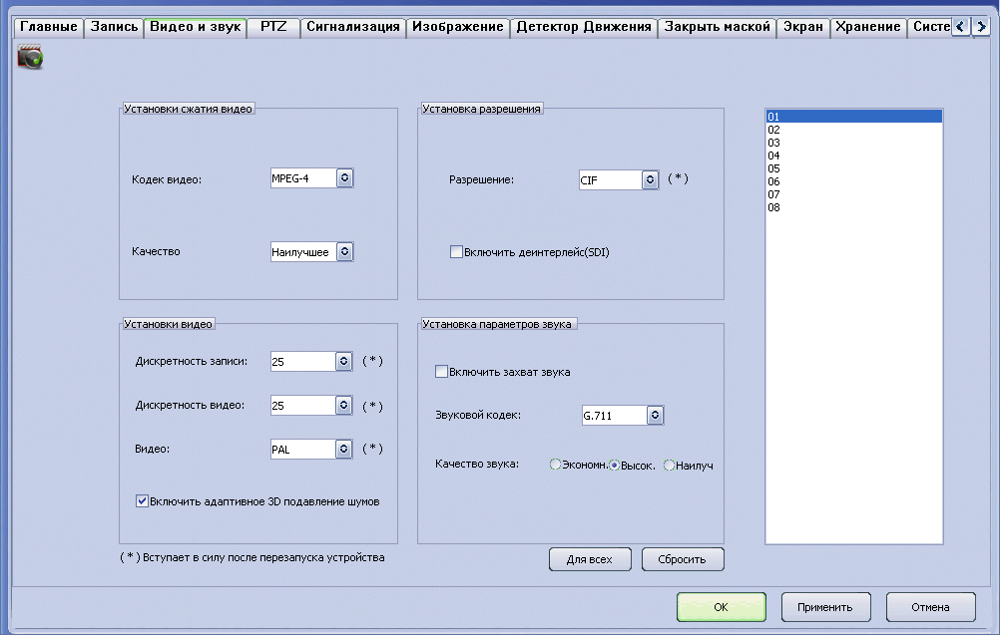 Главные Запись Видео и звук PTZ Сигнализация Изображение Детектор Движения Закрыть маской Экран Хранение Систе
Установки сжатия видео
Кодек видео: MPEG-4
Качество Наилучшее
Установка разрешения
Разрешение: CIF (*)
Включить деинтерлейс(SDI)
Установки видео
Дискретность записи: 25 (*)
Дискретность видео: 25 (*)
Видео: PAL (*)
Включить адаптивное 3D подавление шумов
Установка параметров звука
Включить захват звука
Звуковой кодек: G.711
Качество звука: Экономн. Высок. Наилуч
01
02
03
04
05
06
07
08
(*) Вступает в силу после перезапуска устройства
Для всех Сбросить
OK Применить Отмена